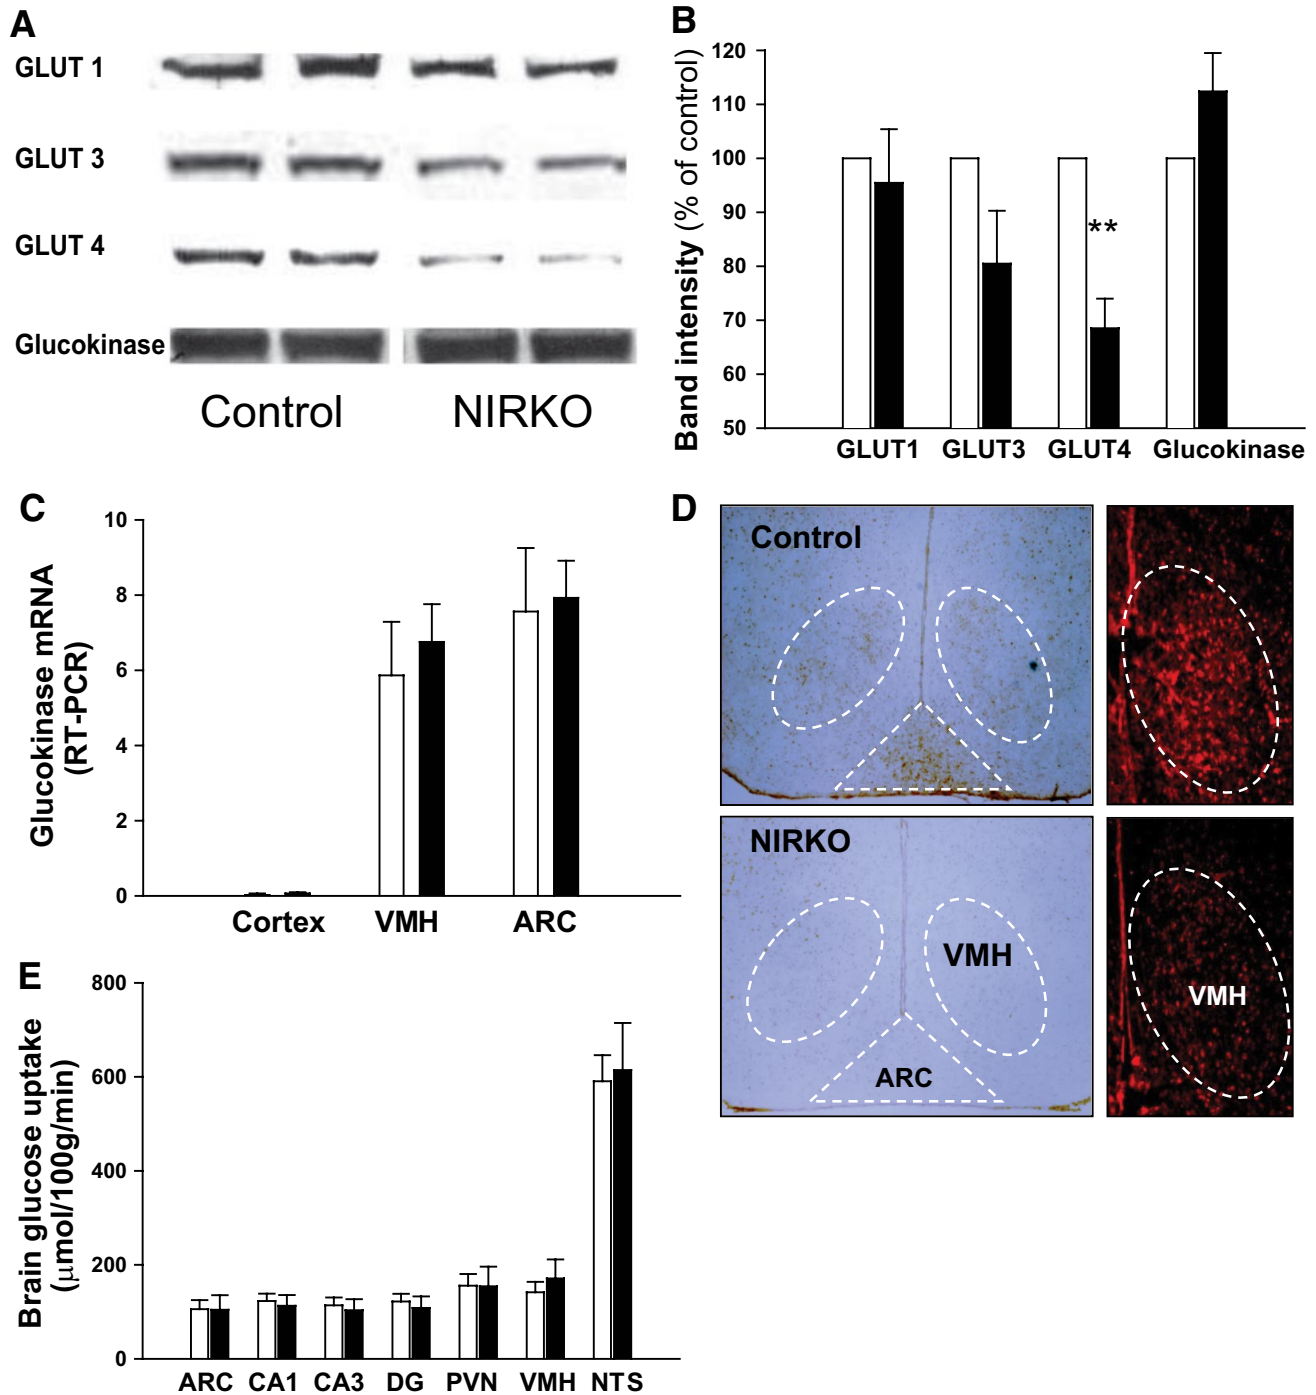 A
GLUT 1
GLUT 3
GLUT 4
Glucokinase
Control
NIRKO
B
Band intensity (% of control)
120
110
100
90
80
70
60
50
**
GLUT1
GLUT3
GLUT4
Glucokinase
C
Glucokinase mRNA
(RT-PCR)
10
8
6
4
2
0
Cortex
VMH
ARC
D
Control
NIRKO
VMH
ARC
VMH
E
Brain glucose uptake
(μmol/100g/min)
800
600
400
200
0
ARC
CA1
CA3
DG
PVN
VMH
NTS